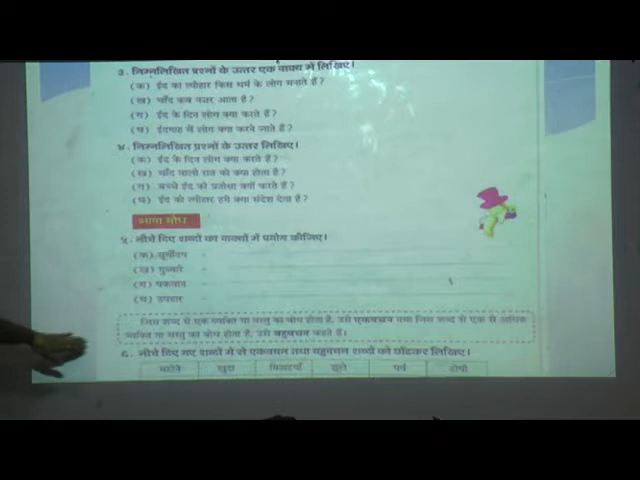 ३. निम्नलिखित प्रश्नों के उत्तर एक वाक्य में लिखिए।
(क) ईद का त्योहार किस धर्म के लोग मनाते हैं?
(ख) चाँद कब नजर आता है?
(ग) ईद के दिन लोग क्या करते हैं?
(घ) ईदगाह में लोग क्या करने जाते हैं?
४. निम्नलिखित प्रश्नों के उत्तर लिखिए।
(क) ईद के दिन लोग क्या करते हैं?
(ख) चाँद वाली रात को क्या होता है?
(ग) बच्चे ईद की प्रतीक्षा क्यों करते हैं?
(घ) ईद का त्योहार हमें क्या संदेश देता है?
भाषा बोध
५. नीचे दिए शब्दों का वाक्यों में प्रयोग कीजिए।
(क) सूर्योदय -
(ख) गुब्बारे -
(ग) पकवान -
(घ) उपहार -
जिस शब्द से एक व्यक्ति या वस्तु का बोध होता है, उसे एकवचन तथा जिस शब्द से एक से अधिक
व्यक्ति या वस्तु का बोध होता है, उसे बहुवचन कहते हैं।
६. नीचे दिए गए शब्दों में से एकवचन तथा बहुवचन शब्दों को छाँटकर लिखिए।
खुदा मिठाइयाँ झूले पर्व टोपी